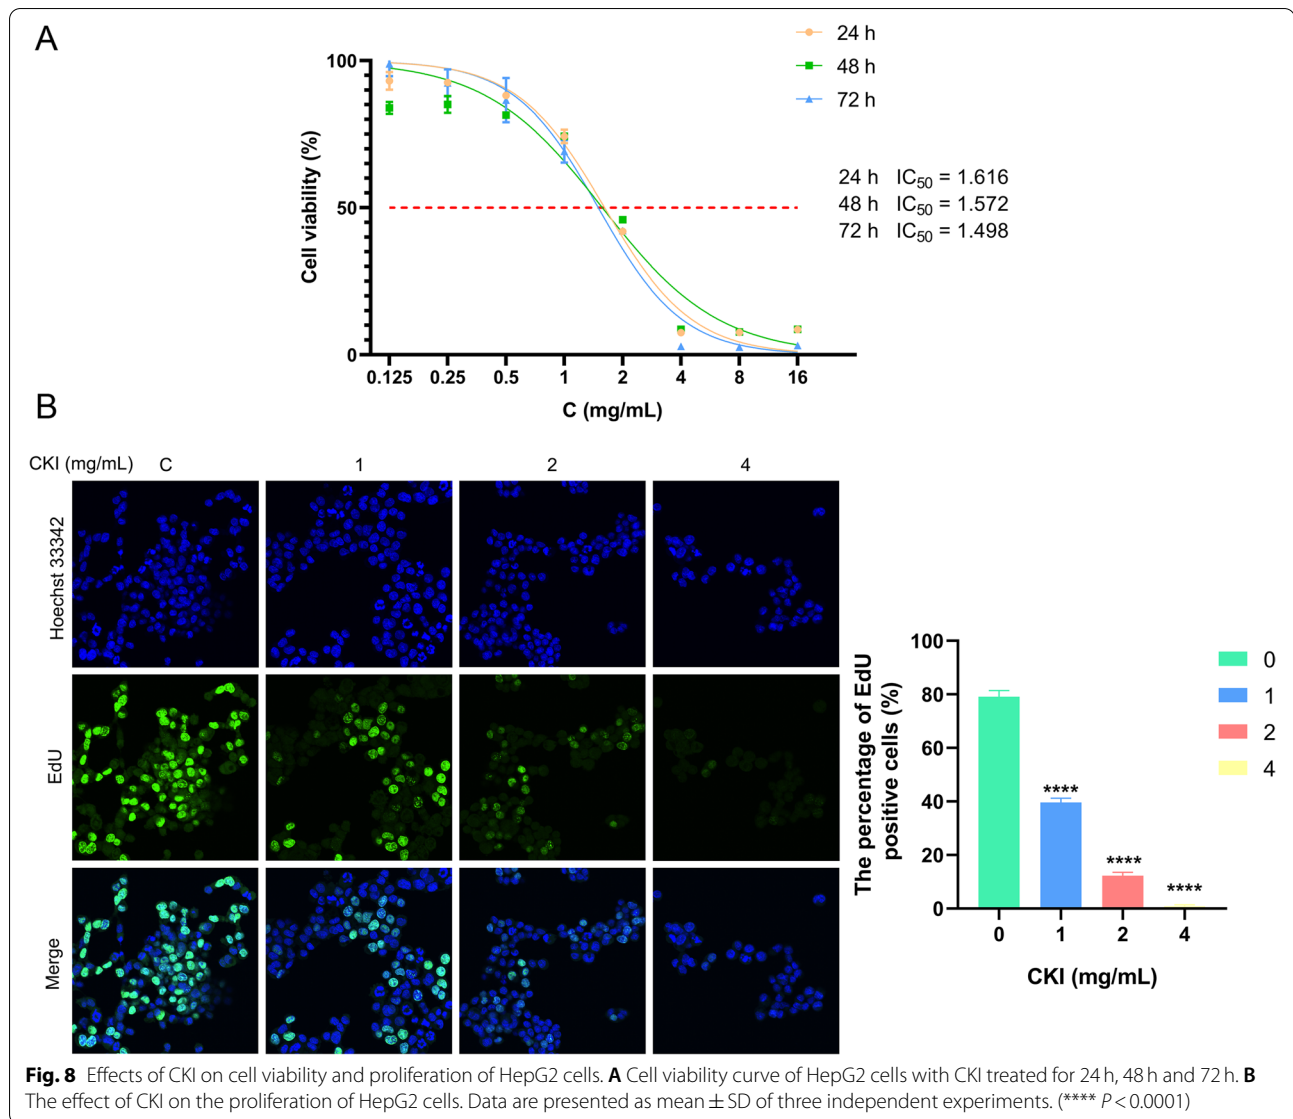 A
24 h
48 h
72 h
100
50
0
Cell viability (%)
0.125 0.25 0.5 1 2 4 8 16
C (mg/mL)
24 h IC50 = 1.616
48 h IC50 = 1.572
72 h IC50 = 1.498
B
CKI (mg/mL) C 1 2 4
Hoechst 33342
EdU
Merge
The percentage of EdU
positive cells (%)
100
80
60
40
20
0
****
****
****
0 1 2 4
CKI (mg/mL)
0
1
2
4
Fig. 8 Effects of CKI on cell viability and proliferation of HepG2 cells. A Cell viability curve of HepG2 cells with CKI treated for 24 h, 48 h and 72 h. B
The effect of CKI on the proliferation of HepG2 cells. Data are presented as mean ± SD of three independent experiments. (**** P < 0.0001)